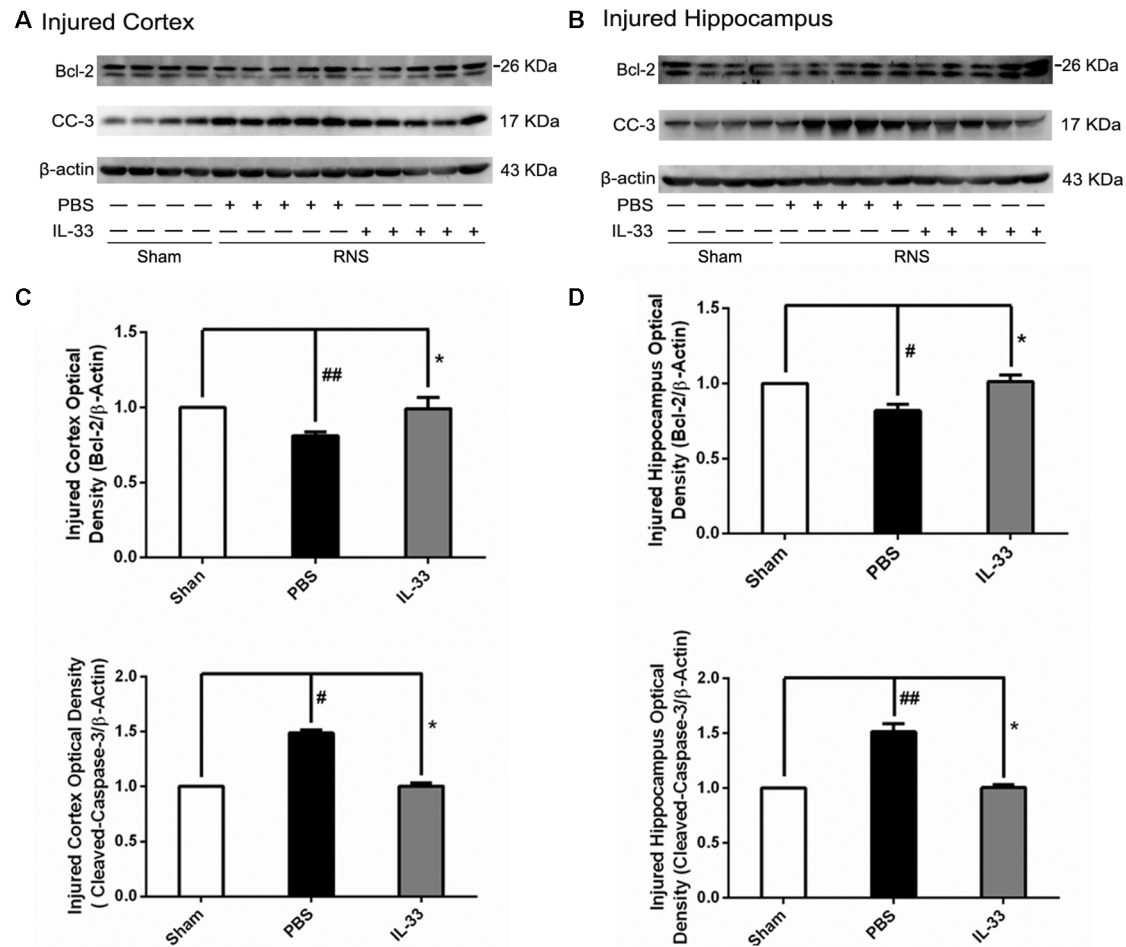 A Injured Cortex
Bcl-2
26 KDa
CC-3
17 KDa
β-actin
43 KDa
PBS — — — — + + + + + — — — — —
IL-33 — — — — — — — — — + + + + +
Sham
RNS
B Injured Hippocampus
Bcl-2
26 KDa
CC-3
17 KDa
β-actin
43 KDa
PBS — — — — + + + + + — — — — —
IL-33 — — — — — — — — — + + + + +
Sham
RNS
C
Injured Cortex Optical
Density (Bcl-2/β-Actin)
1.5
1.0
0.5
0.0
##
*
Shan
PBS
IL-33
Injured Cortex Optical Density
( Cleaved-Caspase-3/β-Actin)
2.0
1.5
1.0
0.5
0.0
#
*
Sham
PBS
IL-33
D
Injured Hippocampus Optical
Density (Bcl-2/β-Actin)
1.5
1.0
0.5
0.0
#
*
Sham
PBS
IL-33
Injured Hippocampus Optical
Density (Cleaved-Caspase-3/β-Actin)
2.0
1.5
1.0
0.5
0.0
##
*
Sham
PBS
IL-33